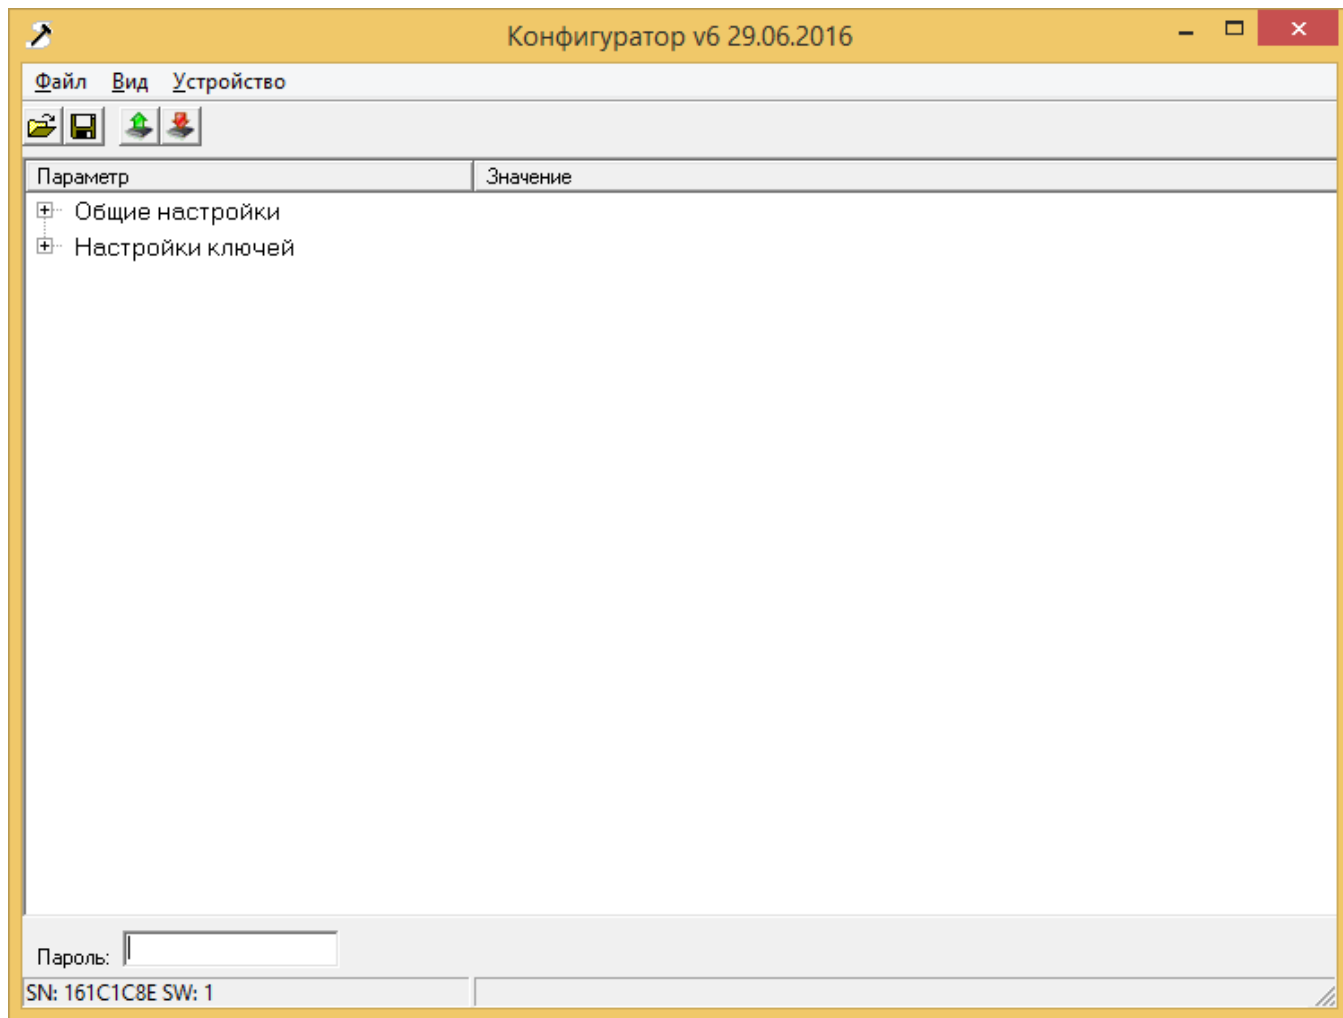 Конфигуратор v6 29.06.2016
Файл Вид Устройство
Параметр Значение
Общие настройки
Настройки ключей
Пароль:
SN: 161C1C8E SW: 1